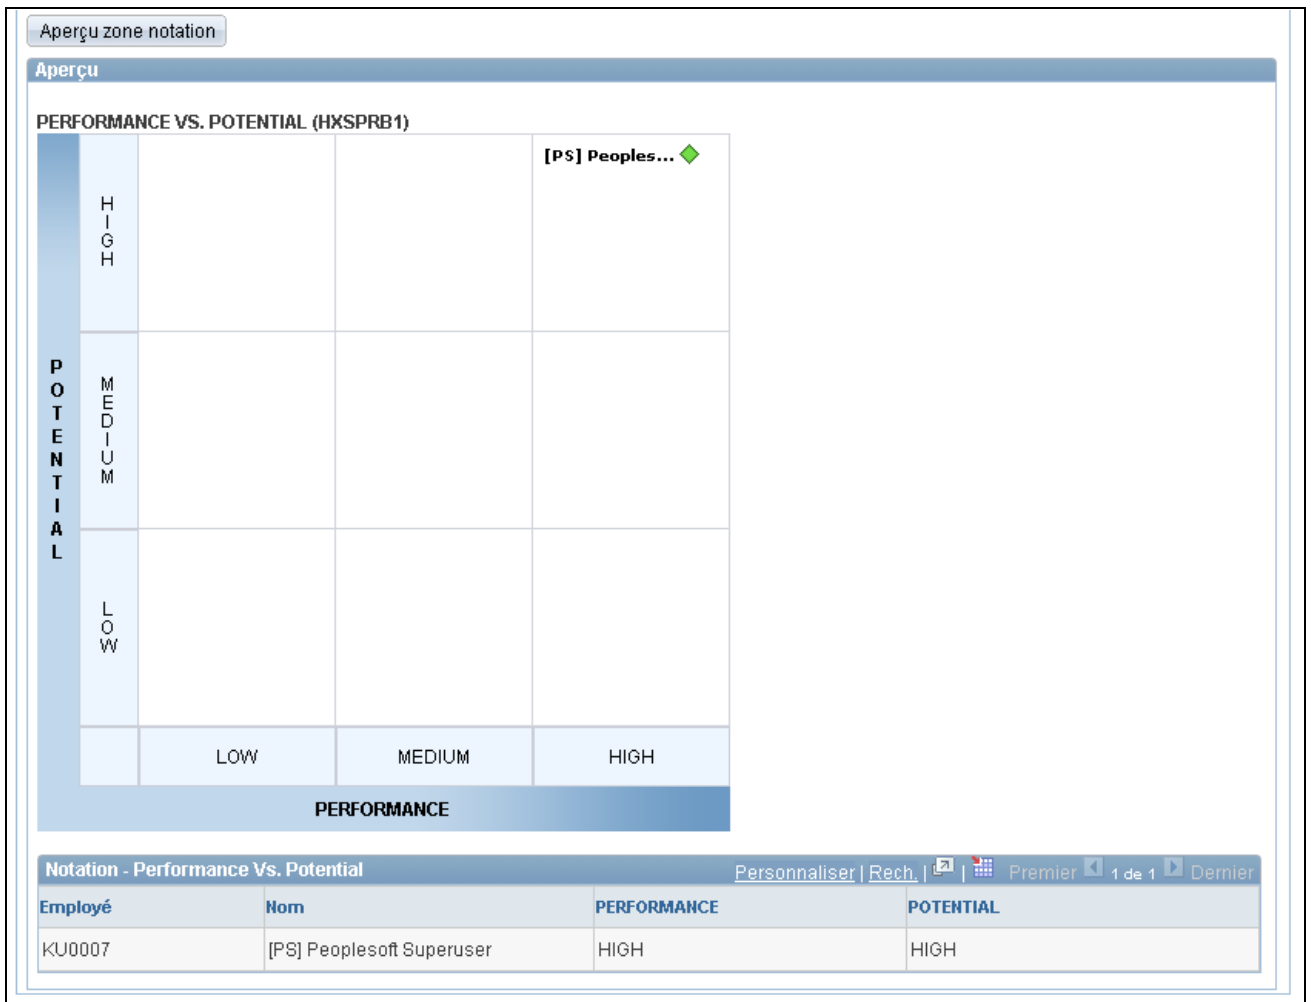 Aperçu zone notation
Aperçu
PERFORMANCE VS. POTENTIAL (HXSPRB1)
[PS] Peoples...
HIGH
POTENTIAL
MEDIUM
LOW
LOW MEDIUM HIGH
PERFORMANCE
Notation - Performance Vs. Potential Personnaliser | Rech. | | Premier 1 de 1 Dernier
Employé Nom PERFORMANCE POTENTIAL
KU0007 [PS] Peoplesoft Superuser HIGH HIGH